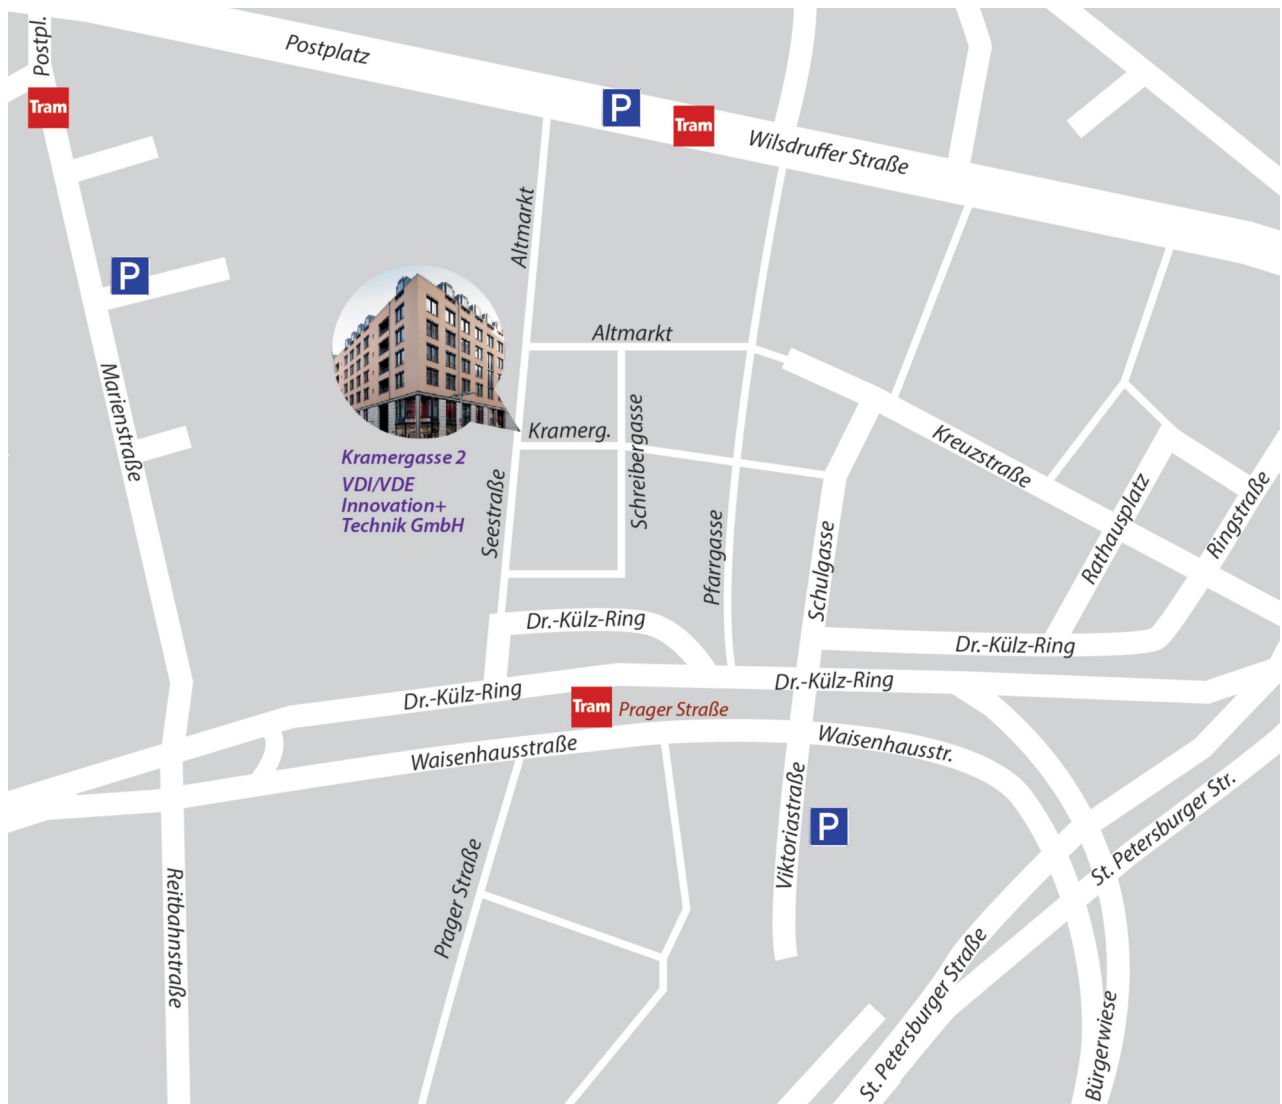 Postpl.
Postplatz
Tram
P
Tram
Wilsdruffer Straße
Altmarkt
P
Altmarkt
Marienstraße
Kramerg.
Schreibergasse
Kreuzstraße
Kramergasse 2
VDI/VDE
Innovation+
Technik GmbH
Seestraße
Pfarrgasse
Schulgasse
Rathausplatz
Ringstraße
Dr.-Külz-Ring
Dr.-Külz-Ring
Dr.-Külz-Ring
Dr.-Külz-Ring
Tram
Prager Straße
Waisenhausstraße
Waisenhausstr.
Viktoriastraße
P
St. Petersburger Str.
Prager Straße
Reitbahnstraße
St. Petersburger Straße
Bürgerwiese